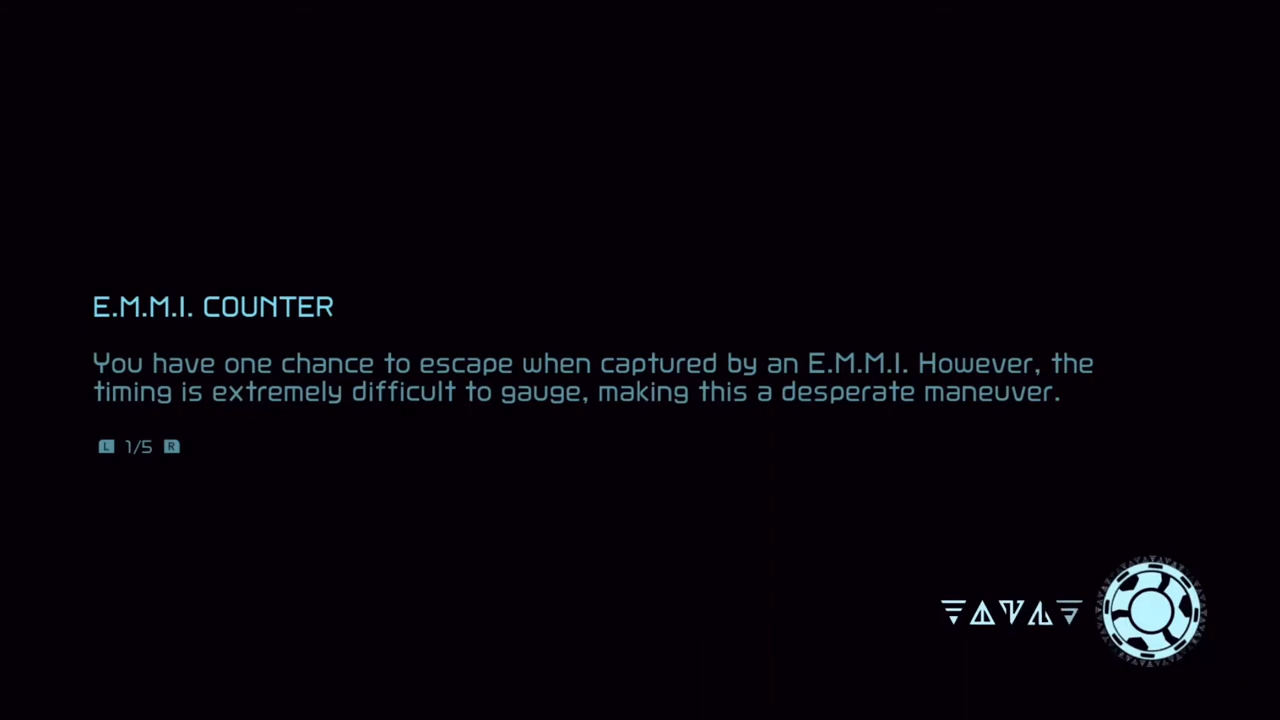 E.M.M.I. COUNTER
You have one chance to escape when captured by an E.M.M.I. However, the
timing is extremely difficult to gauge, making this a desperate maneuver.
L 1/5 R